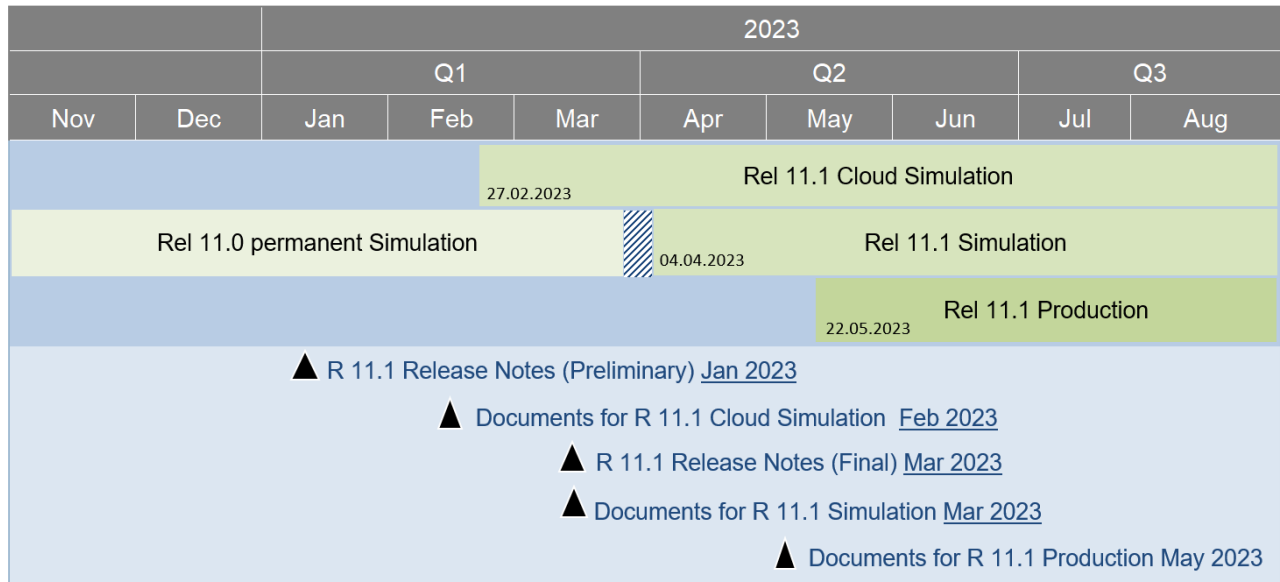 2023
Q1 Q2 Q3
Nov Dec Jan Feb Mar Apr May Jun Jul Aug
Rel 11.1 Cloud Simulation
27.02.2023
Rel 11.0 permanent Simulation
Rel 11.1 Simulation
04.04.2023
Rel 11.1 Production
22.05.2023
R 11.1 Release Notes (Preliminary) Jan 2023
Documents for R 11.1 Cloud Simulation Feb 2023
R 11.1 Release Notes (Final) Mar 2023
Documents for R 11.1 Simulation Mar 2023
Documents for R 11.1 Production May 2023